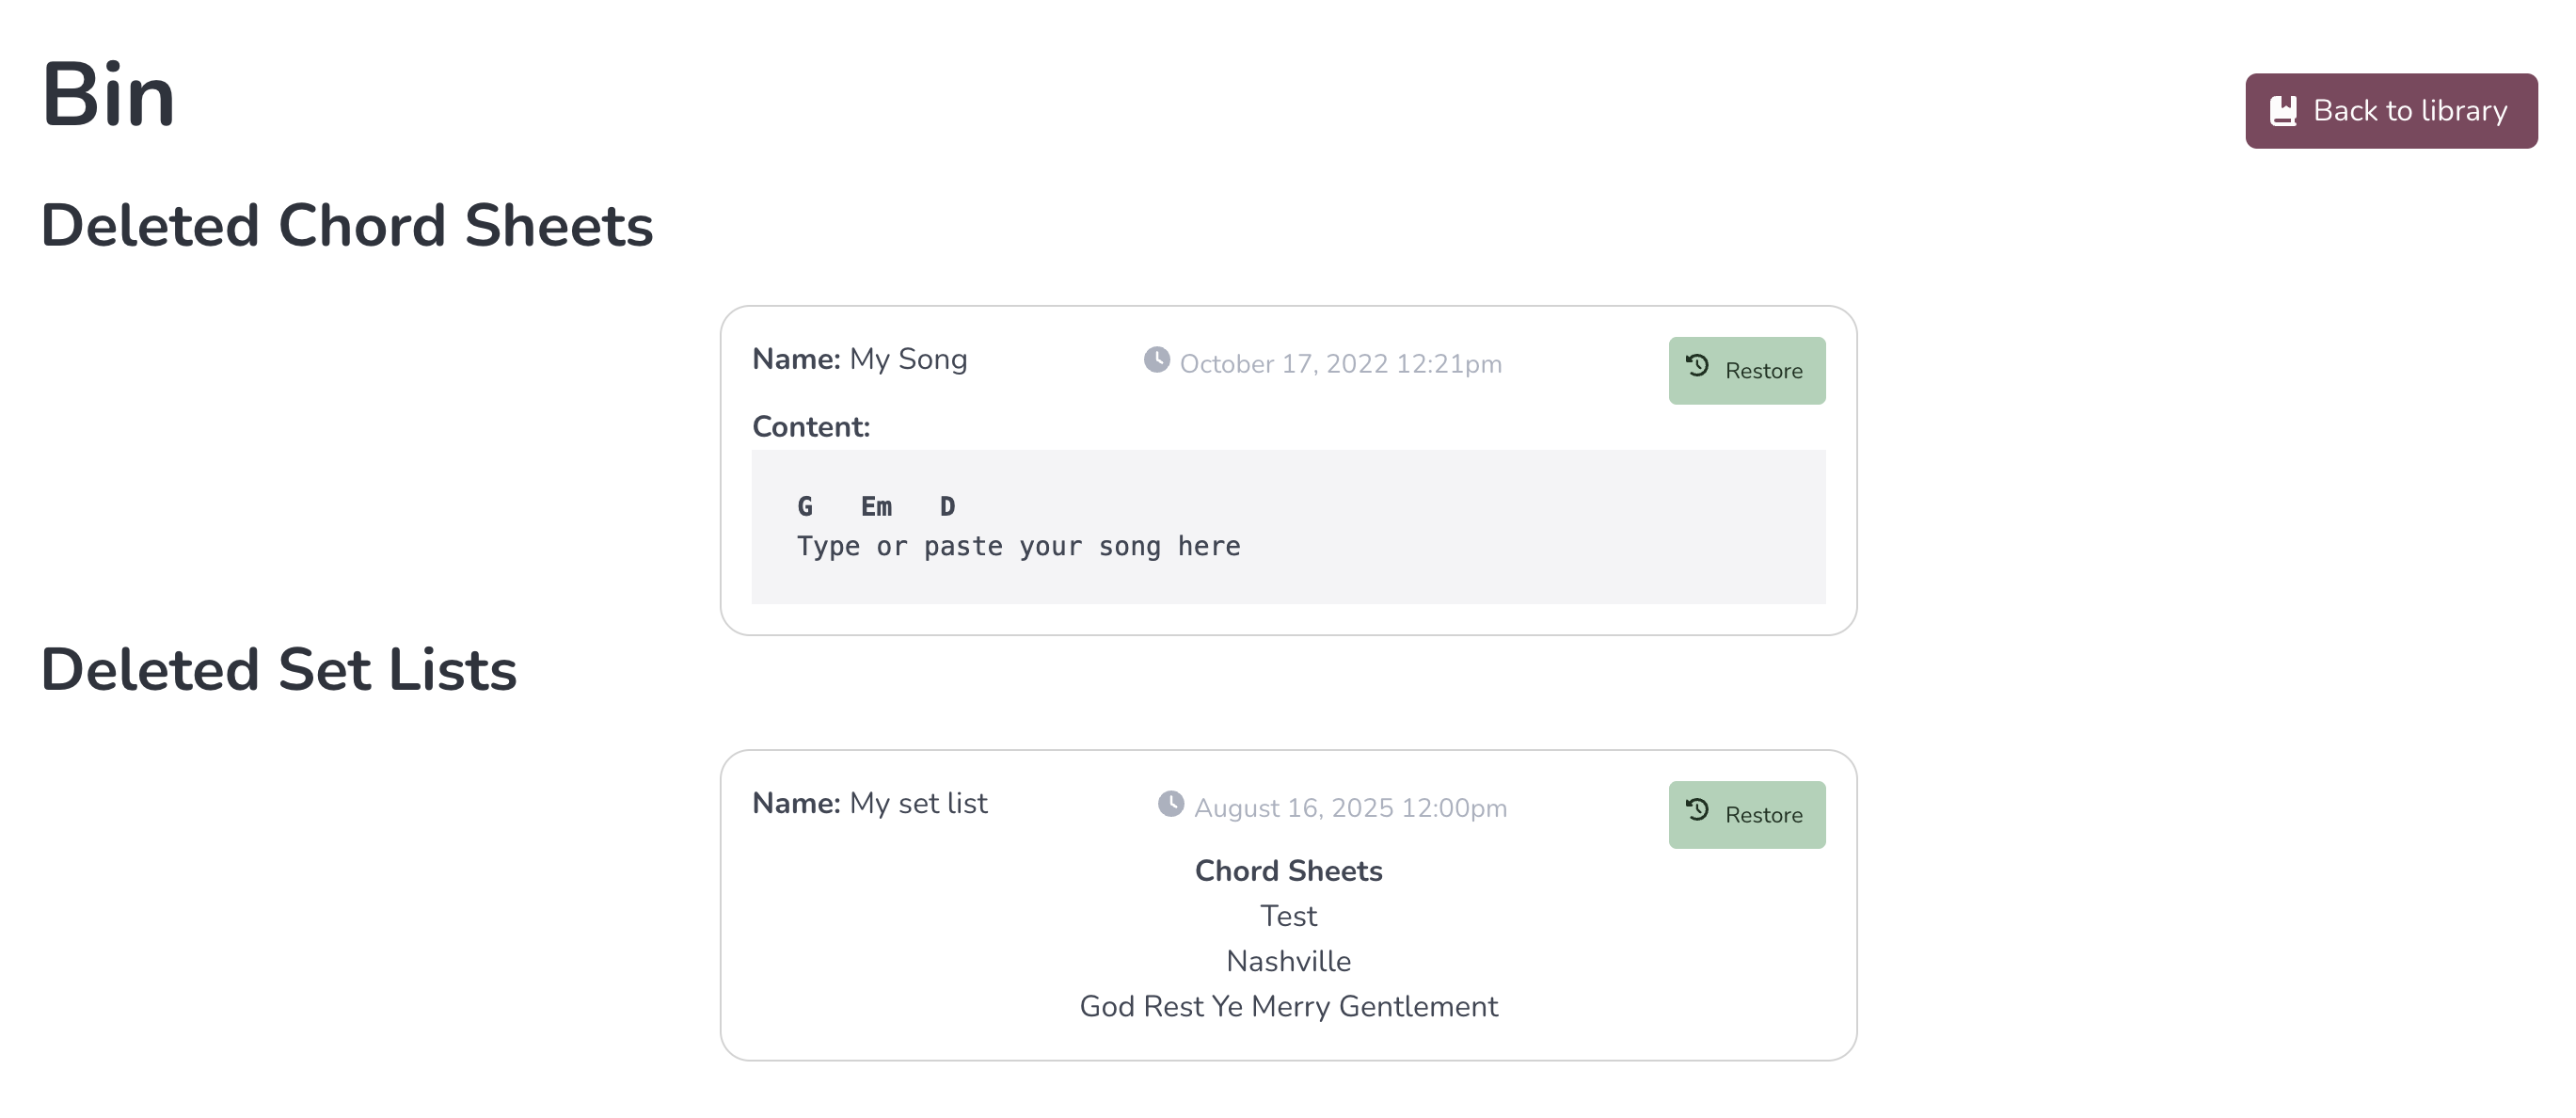 Bin
Back to library
Deleted Chord Sheets
Name: My Song
October 17, 2022 12:21pm
Restore
Content:
G   Em   D
Type or paste your song here
Deleted Set Lists
Name: My set list
August 16, 2025 12:00pm
Restore
Chord Sheets
Test
Nashville
God Rest Ye Merry Gentlement